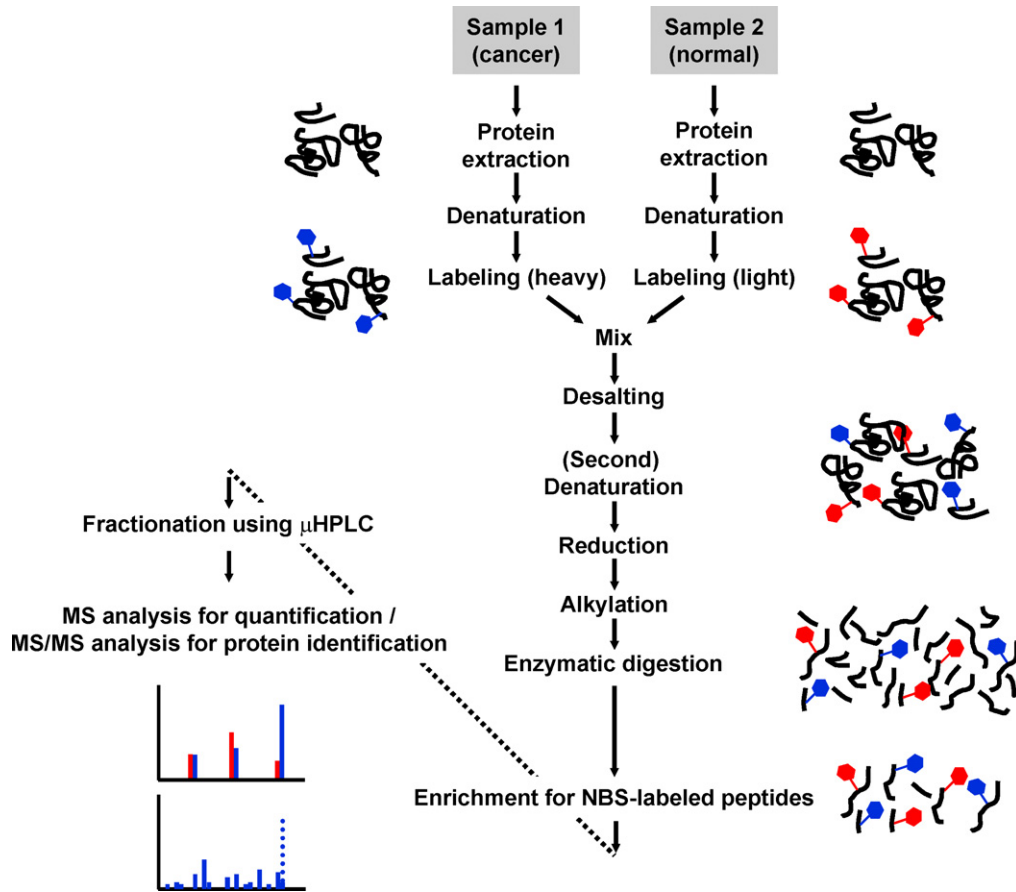 Sample 1
(cancer)
Sample 2
(normal)
Protein
extraction
Protein
extraction
Denaturation
Denaturation
Labeling (heavy)
Labeling (light)
Mix
Desalting
(Second)
Denaturation
Reduction
Alkylation
Enzymatic digestion
Enrichment for NBS-labeled peptides
Fractionation using μHPLC
MS analysis for quantification /
MS/MS analysis for protein identification